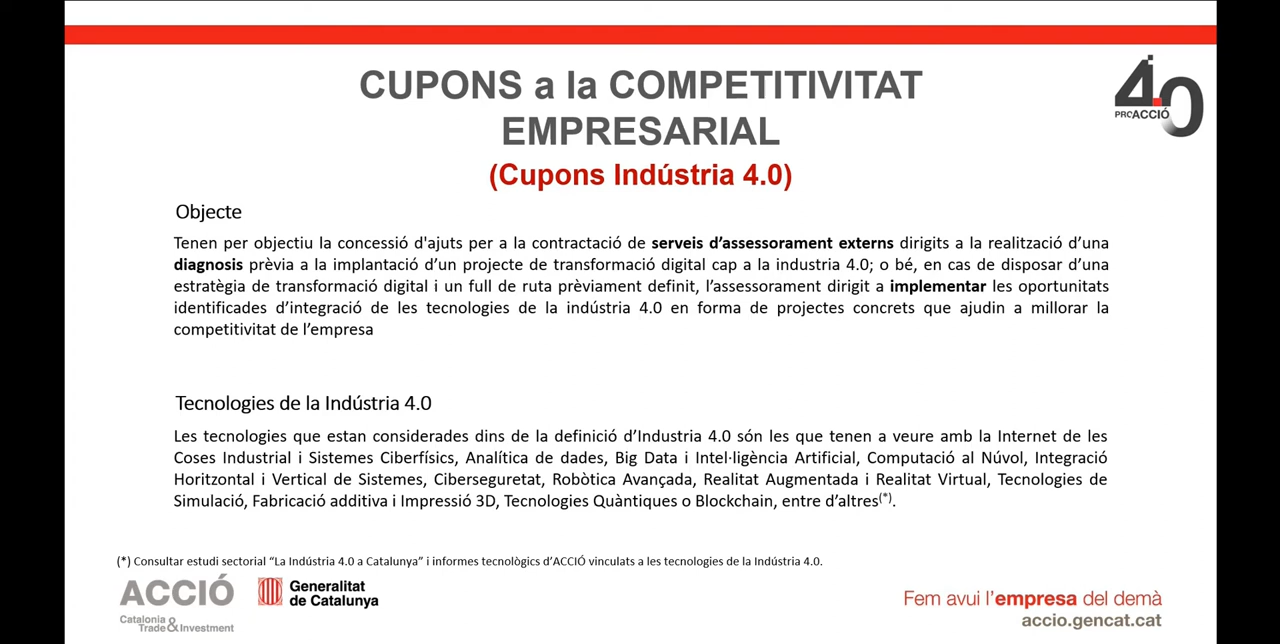 CUPONS a la COMPETITIVITAT
EMPRESARIAL
(Cupons Indústria 4.0)
4.0
PROACCIÓ
Objecte
Tenen per objectiu la concessió d'ajuts per a la contractació de serveis d’assessorament externs dirigits a la realització d’una
diagnosis prèvia a la implantació d’un projecte de transformació digital cap a la industria 4.0; o bé, en cas de disposar d’una
estratègia de transformació digital i un full de ruta prèviament definit, l’assessorament dirigit a implementar les oportunitats
identificades d’integració de les tecnologies de la indústria 4.0 en forma de projectes concrets que ajudin a millorar la
competitivitat de l’empresa
Tecnologies de la Indústria 4.0
Les tecnologies que estan considerades dins de la definició d’Industria 4.0 són les que tenen a veure amb la Internet de les
Coses Industrial i Sistemes Ciberfísics, Analítica de dades, Big Data i Intel·ligència Artificial, Computació al Núvol, Integració
Horitzontal i Vertical de Sistemes, Ciberseguretat, Robòtica Avançada, Realitat Augmentada i Realitat Virtual, Tecnologies de
Simulació, Fabricació additiva i Impressió 3D, Tecnologies Quàntiques o Blockchain, entre d’altres(*).
(*) Consultar estudi sectorial “La Indústria 4.0 a Catalunya” i informes tecnològics d’ACCIÓ vinculats a les tecnologies de la Indústria 4.0.
ACCIÓ
Catalonia
Trade & Investment
Generalitat
de Catalunya
Fem avui l’empresa del demà
accio.gencat.cat